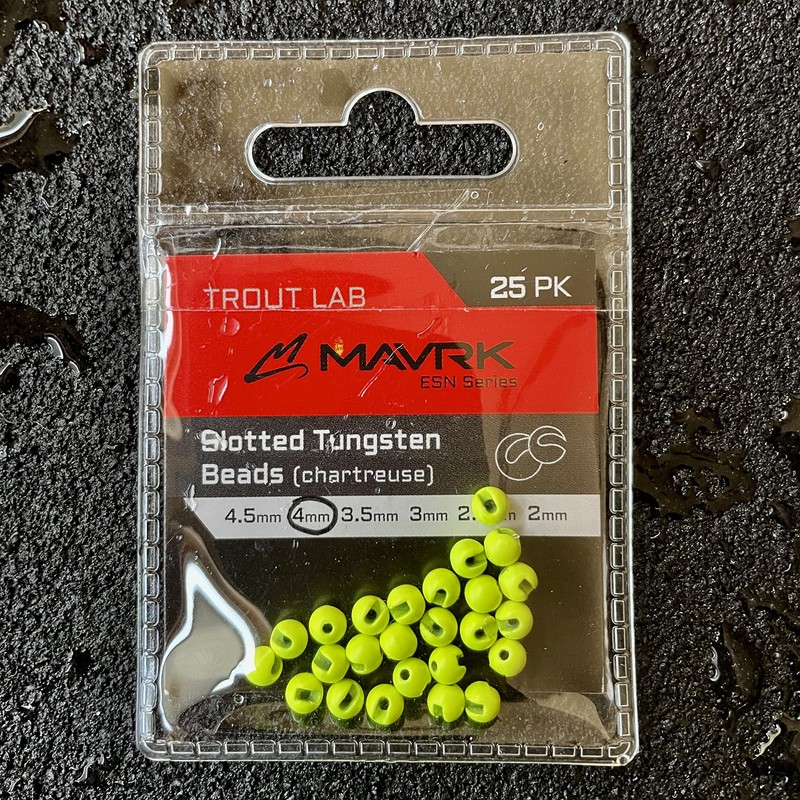 TROUT LAB
25 PK
MAVRK
ESN Series
Slotted Tungsten
Beads (chartreuse)
4.5mm 4mm 3.5mm 3mm 2mm